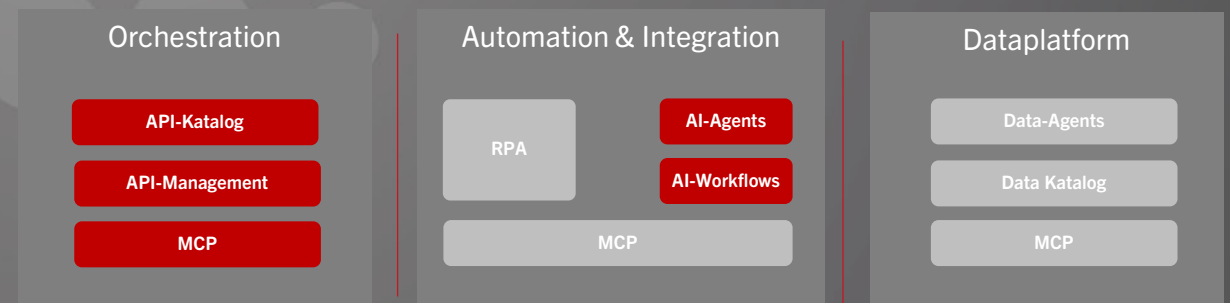 Orchestration
API-Katalog
API-Management
MCP
Automation & Integration
RPA
AI-Agents
AI-Workflows
MCP
Dataplatform
Data-Agents
Data Katalog
MCP